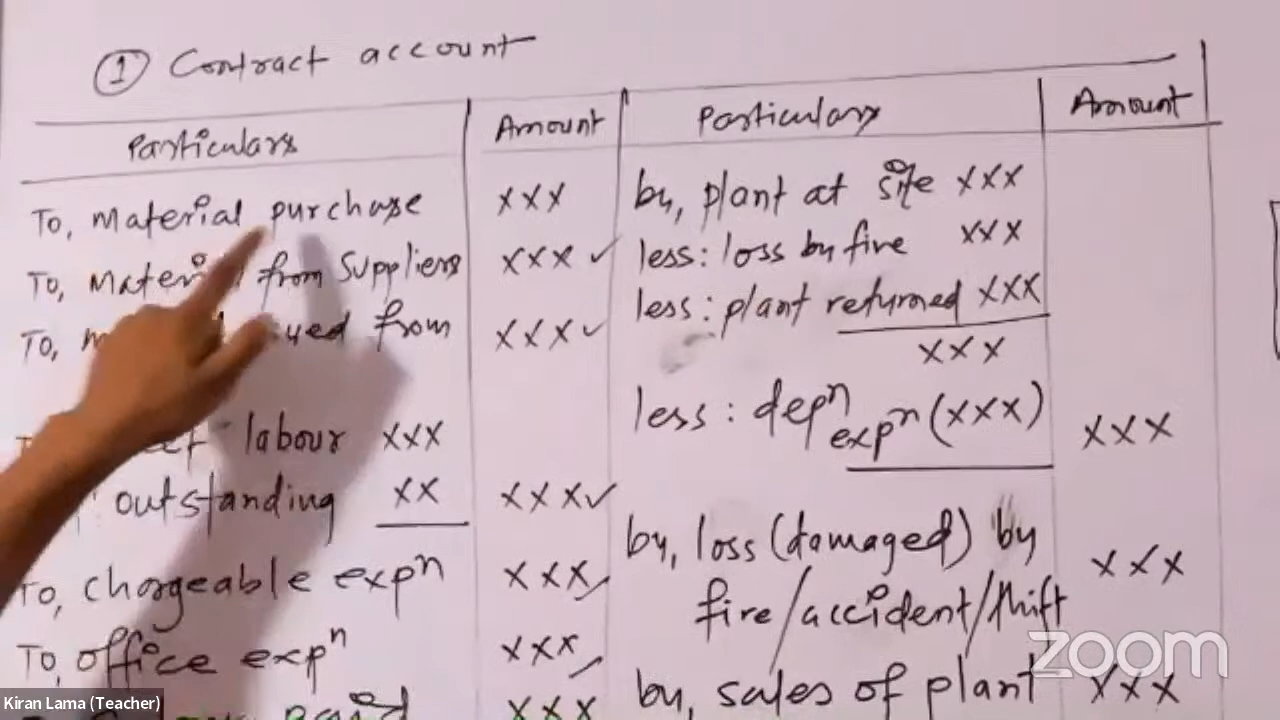 ① Contract account
Particulars
Amount
Particulars
Amount
To, material purchase xxx
To, from Suppliers xxx ✓
To, from xxx ✓
labour xxx
outstanding xx xxx ✓
To, chargeable expⁿ xxx
To, office expⁿ xxx
paid xxx
by, plant at site xxx
less: loss by fire xxx
less: plant returned xxx
xxx
less: depⁿ expⁿ (xxx) xxx
by, loss (damaged) by
fire/accident/thift xxx
by, sales of plant xxx
zoom
Kiran Lama (Teacher)